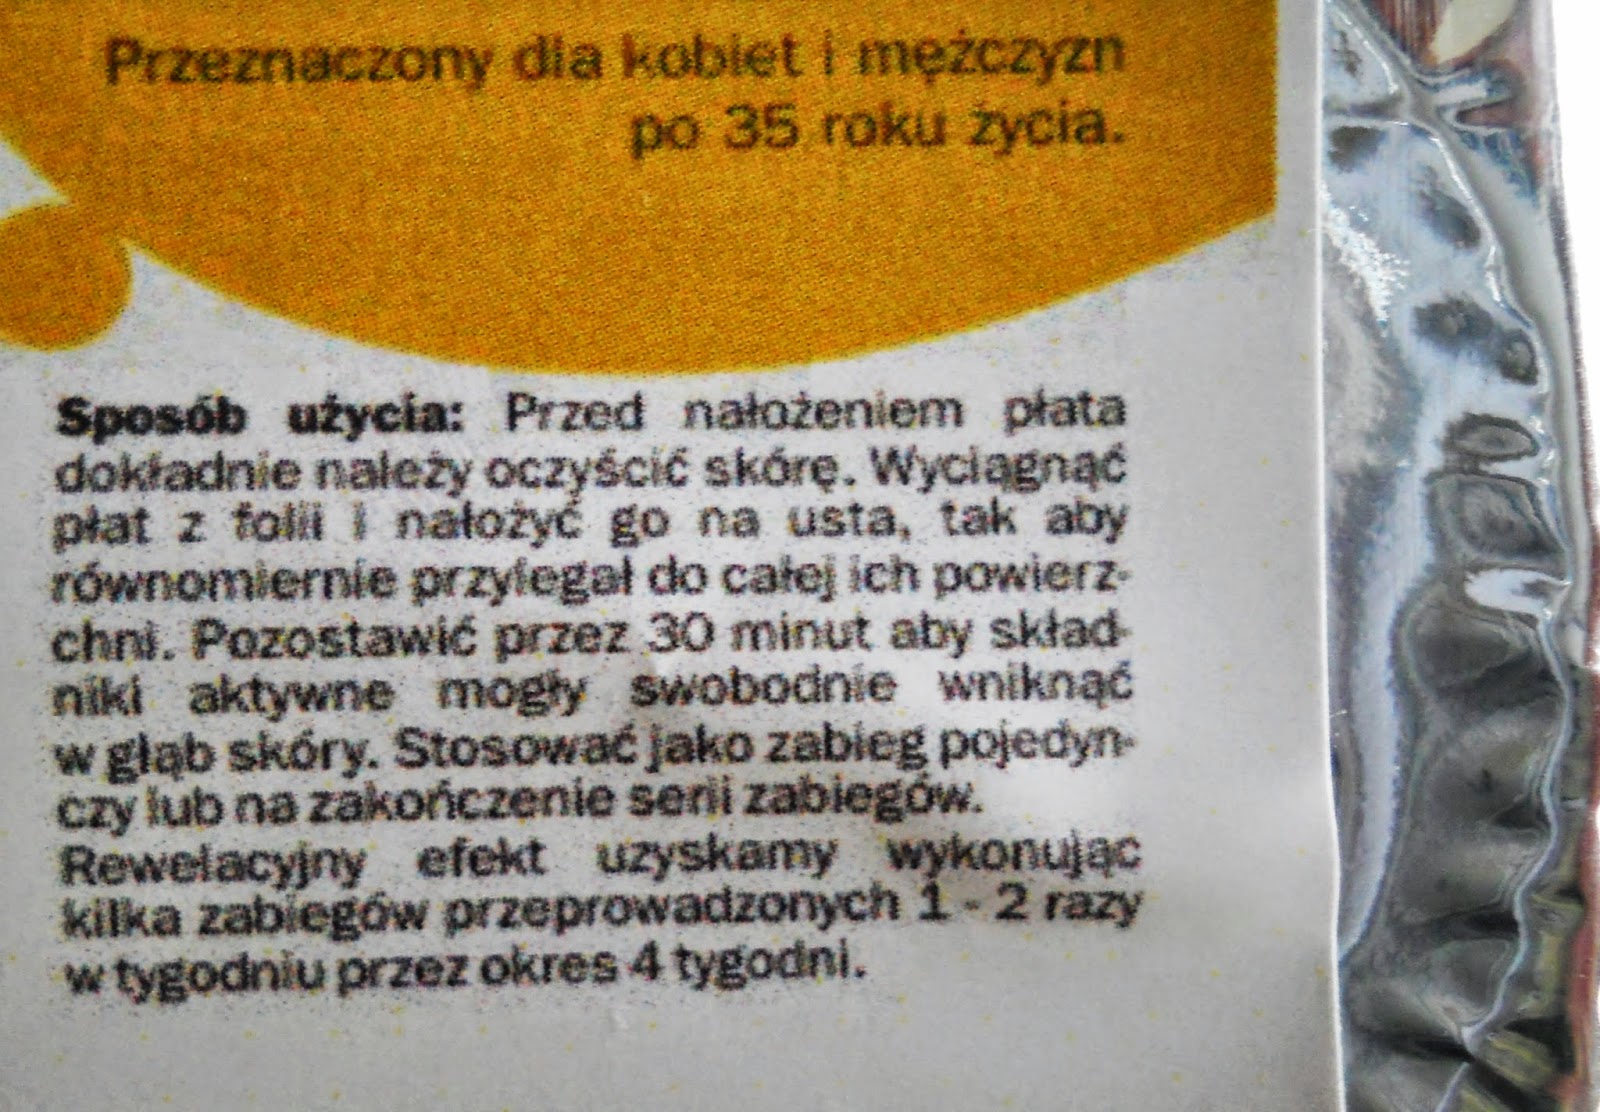 Przeznaczony dla kobiet i mężczyzn
po 35 roku życia.
Sposób użycia: Przed nałożeniem płata
dokładnie należy oczyścić skórę. Wyciągnąć
płat z folii i nałożyć go na usta, tak aby
równomiernie przylegał do całej ich powierz-
chni. Pozostawić przez 30 minut aby skład-
niki aktywne mogły swobodnie wniknąć
w głąb skóry. Stosować jako zabieg pojedyn-
czy lub na zakończenie serii zabiegów.
Rewelacyjny efekt uzyskamy wykonując
kilka zabiegów przeprowadzonych 1 - 2 razy
w tygodniu przez okres 4 tygodni.